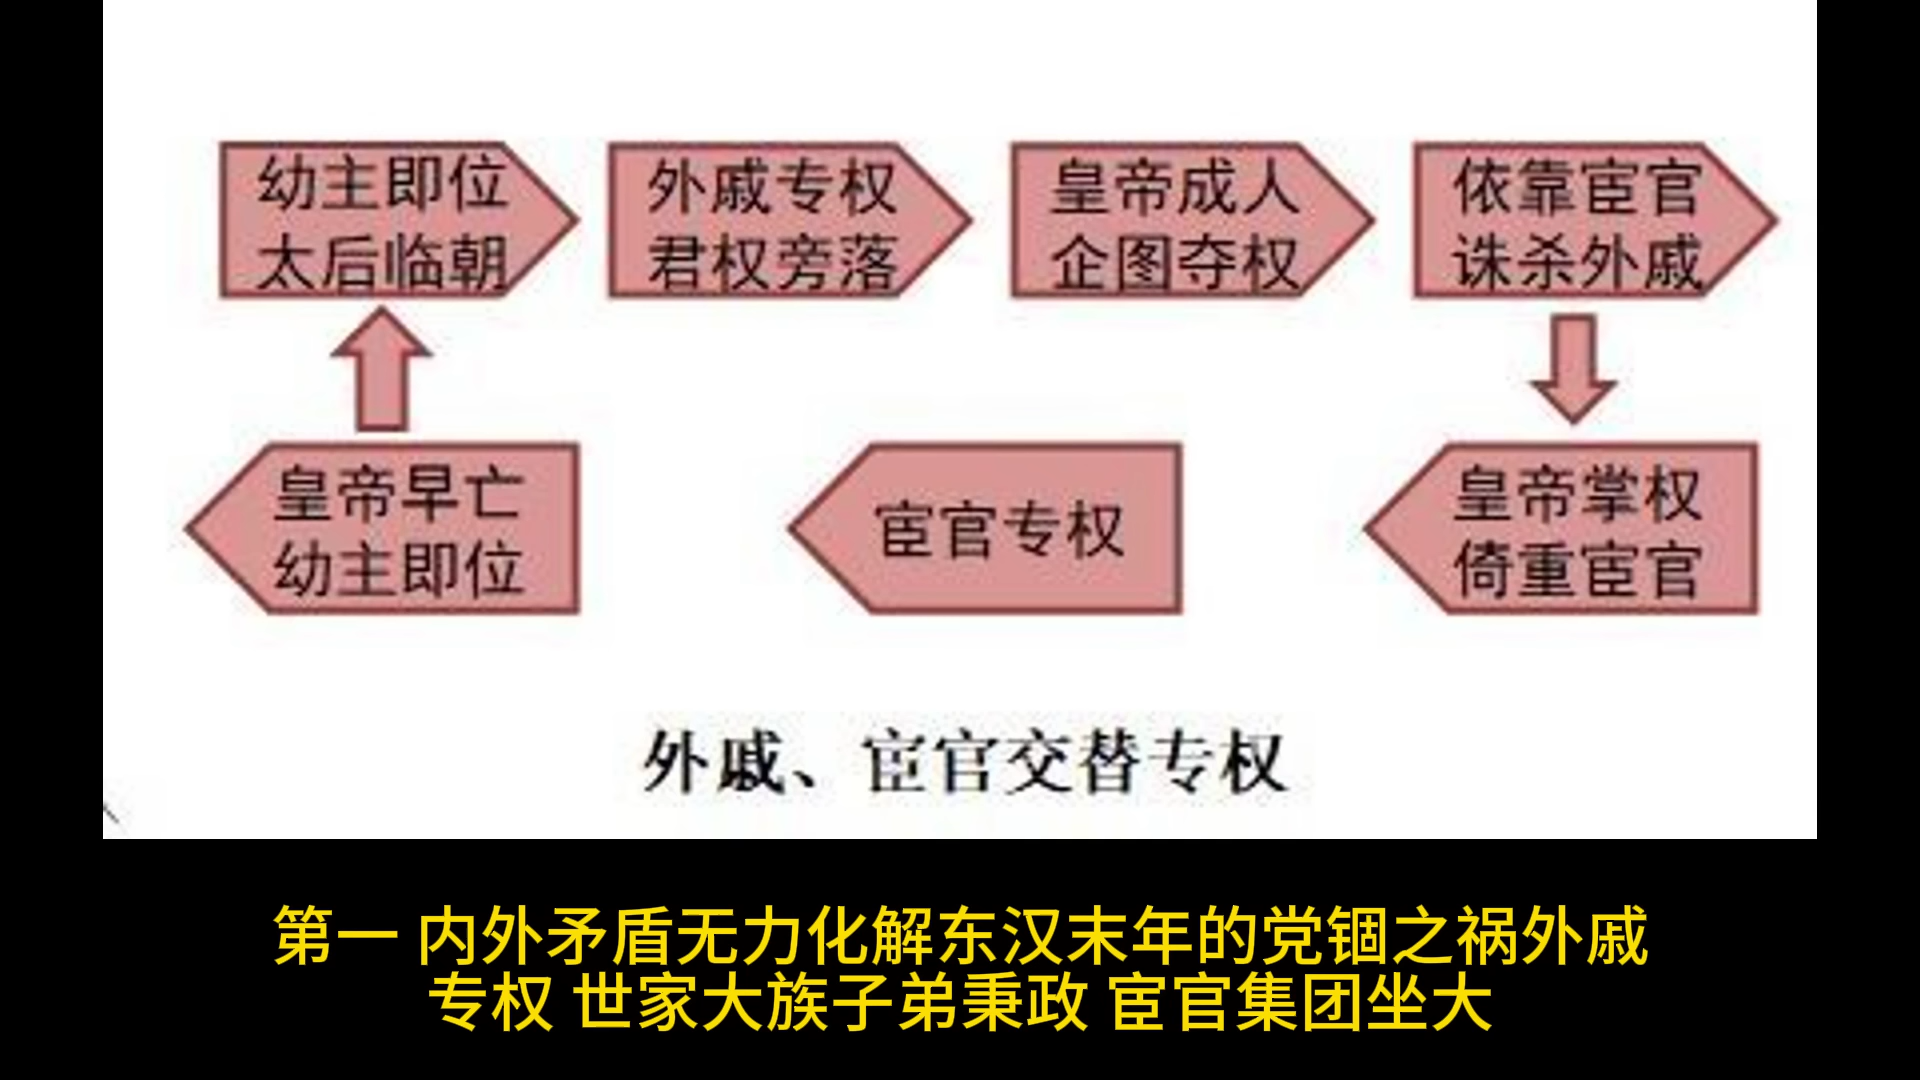 幼主即位
太后临朝
外戚专权
君权旁落
皇帝成人
企图夺权
依靠宦官
诛杀外戚
皇帝早亡
幼主即位
宦官专权
皇帝掌权
倚重宦官
外戚、宦官交替专权
第一 内外矛盾无力化解东汉末年的党锢之祸外戚
专权 世家大族子弟秉政 宦官集团坐大